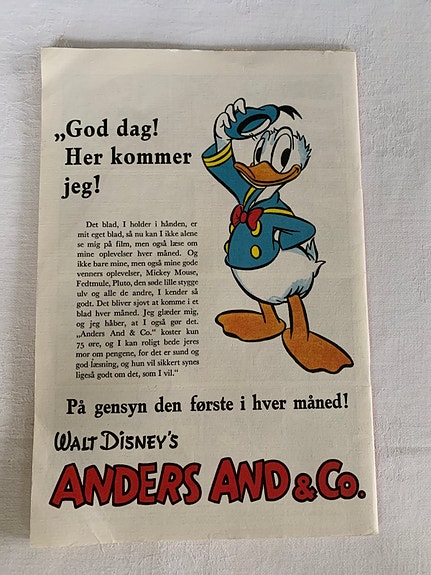 „God dag!
Her kommer
jeg!
Det blad, I holder i hånden, er
mit eget blad, så nu kan I ikke alene
se mig på film, men også læse om
mine oplevelser hver måned. Og
ikke bare mine, men også mine gode
venners oplevelser, Mickey Mouse,
Fedtmule, Pluto, den søde lille stygge
ulv og alle de andre, I kender så
godt. Det bliver sjovt at komme i et
blad hver måned. Jeg glæder mig,
og jeg håber, at I også gør det.
„Anders And & Co.“ koster kun
75 øre, og I kan roligt bede jeres
mor om pengene, for det er sund og
god læsning, og hun vil sikkert synes
ligeså godt om det, som I vil.“
På gensyn den første i hver måned!
WALT DISNEY'S
ANDERS AND & CO.